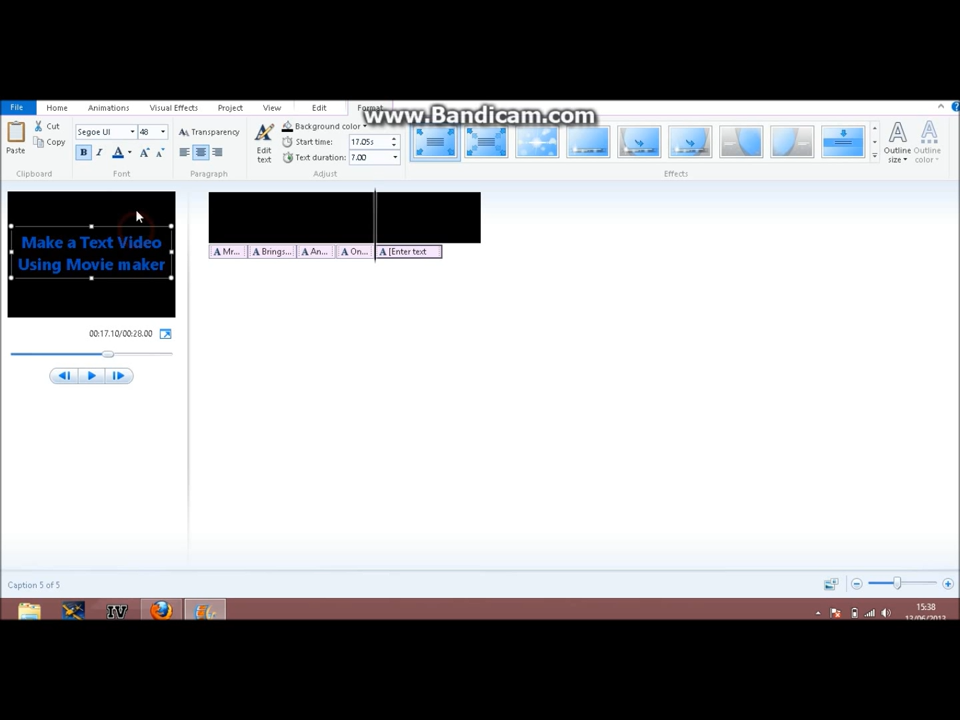 www.Bandicam.com
File Home Animations Visual Effects Project View Edit Format
Paste
Cut
Copy
Clipboard
Segoe UI 48
B I A A A
Font
Transparency
Paragraph
Edit text
Background color
Start time: 17.05s
Text duration: 7.00
Adjust
Effects
Outline size
Outline color
Make a Text Video
Using Movie maker
00:17.10/00:28.00
A Mr...
A Brings...
A An...
A On...
A [Enter text
Caption 5 of 5
IV
15:38